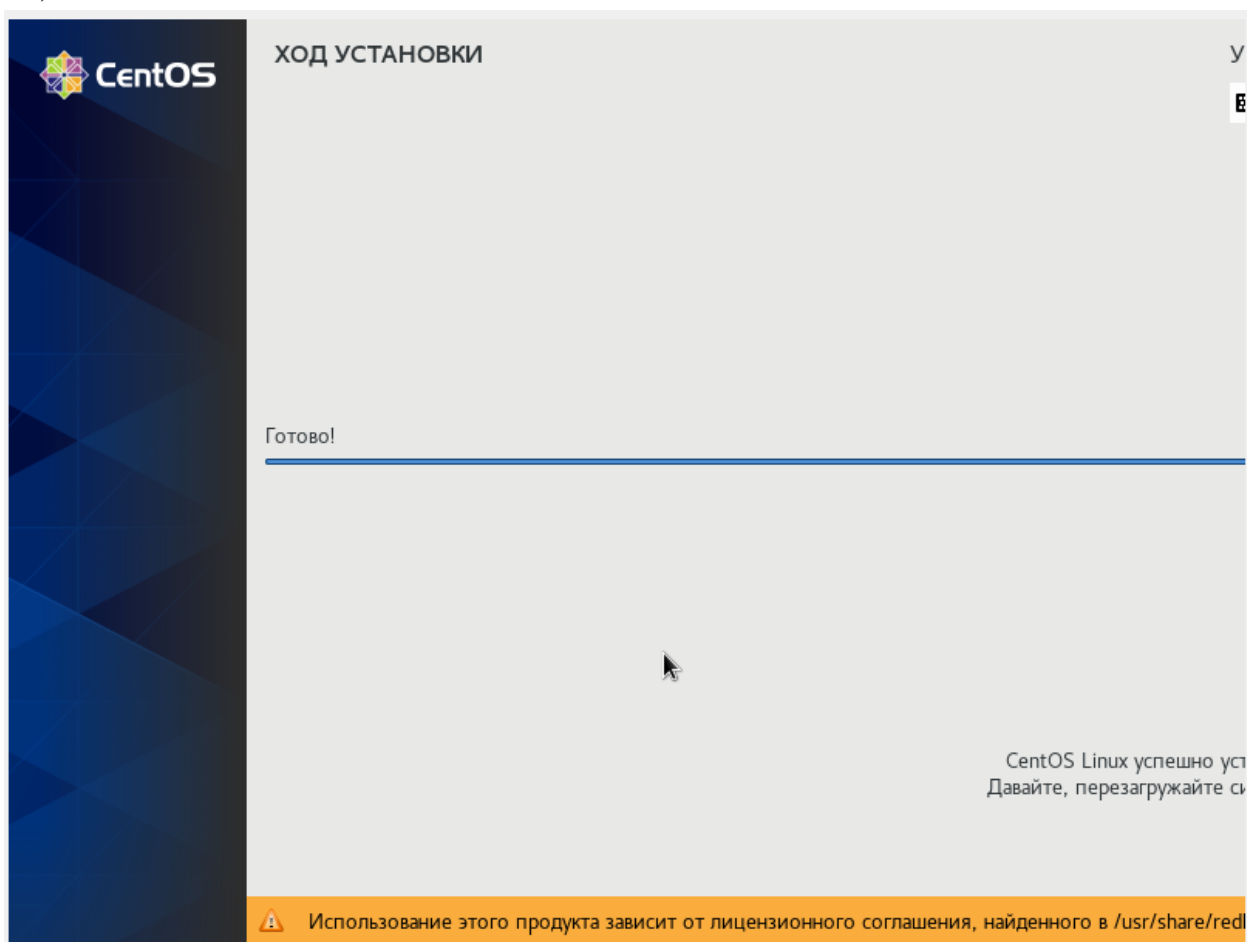 CentOS
ХОД УСТАНОВКИ
У
Готово!
CentOS Linux успешно уст
Давайте, перезагружайте си
Использование этого продукта зависит от лицензионного соглашения, найденного в /usr/share/redl